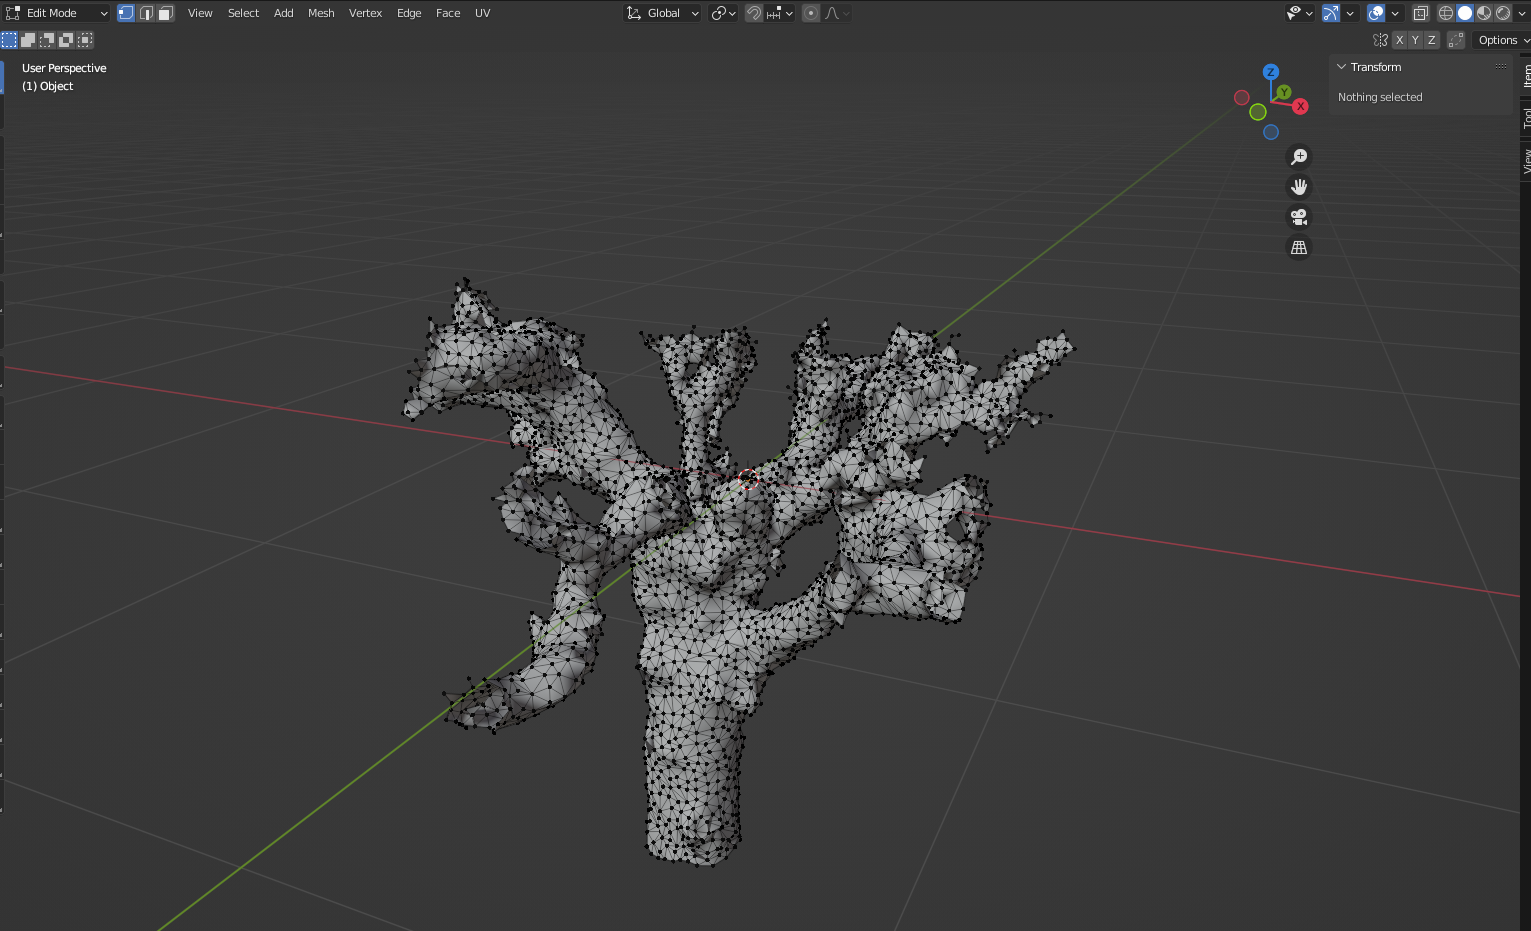 Edit Mode View Select Add Mesh Vertex Edge Face UV Global
X Y Z Options
User Perspective
(1) Object
Transform
Nothing selected
Item
Tool
View
Z
Y
X